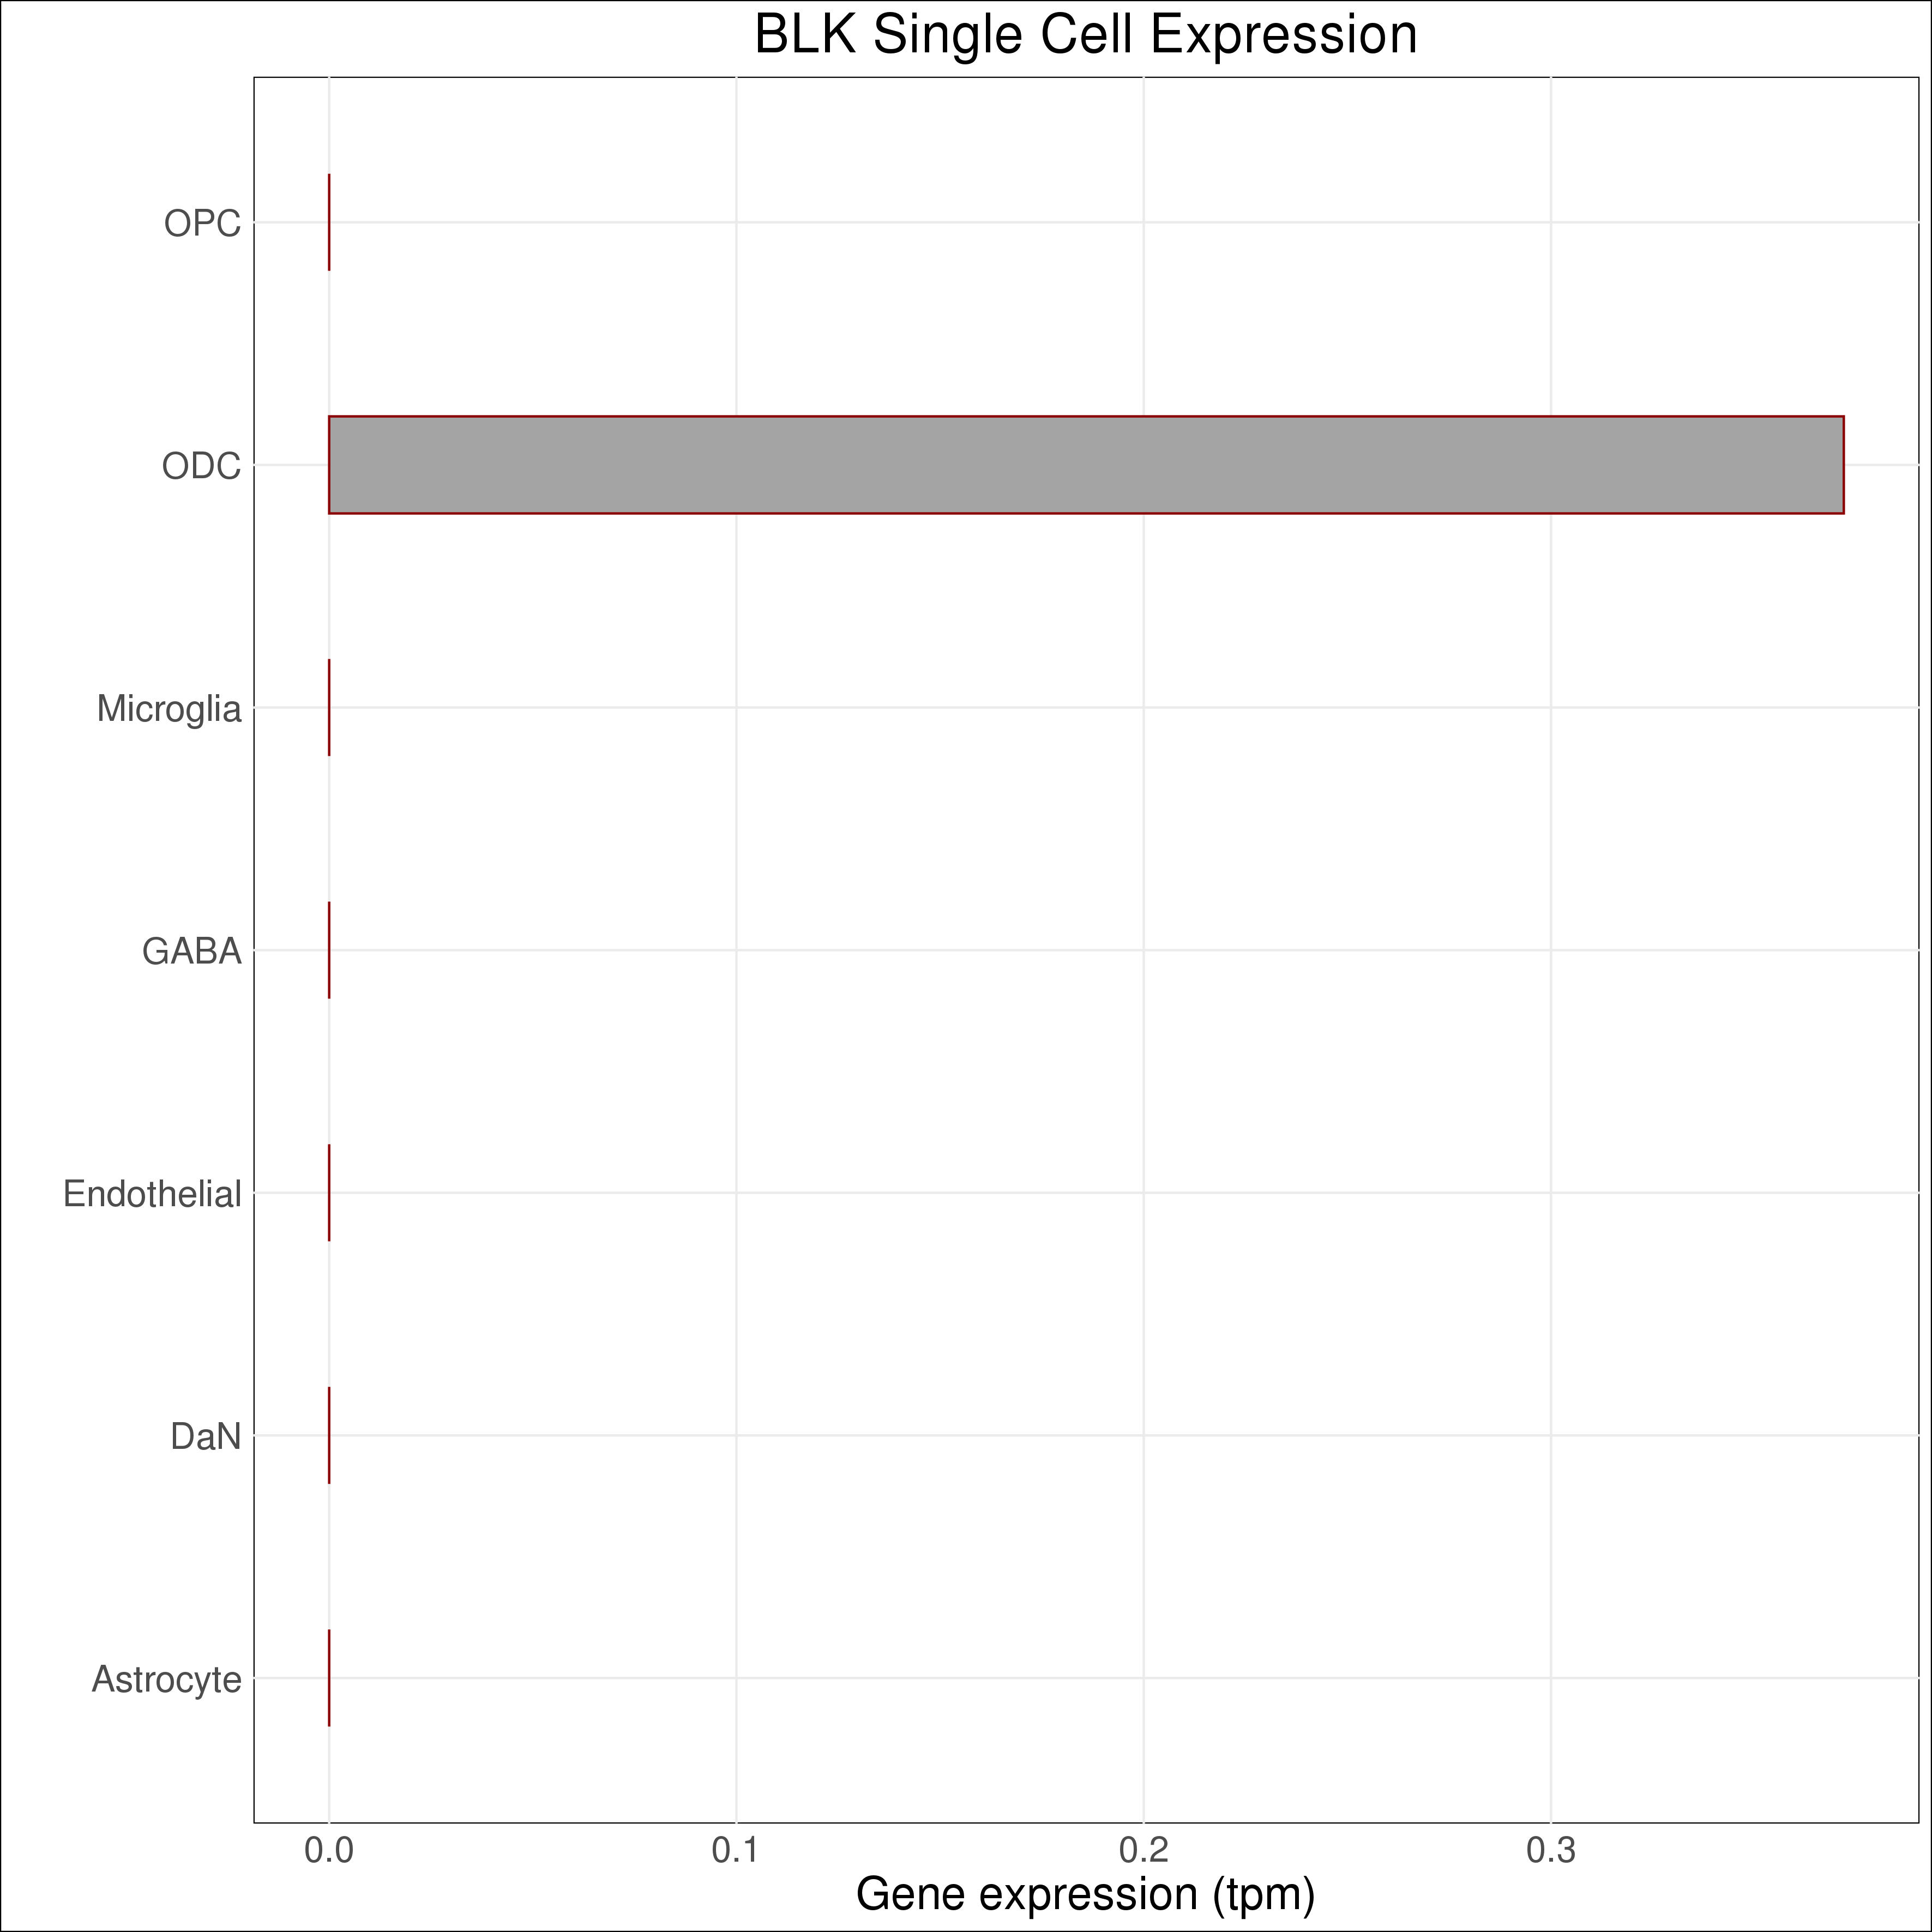 BLK Single Cell Expression
OPC
ODC
Microglia
GABA
Endothelial
DaN
Astrocyte
0.0 0.1 0.2 0.3
Gene expression (tpm)